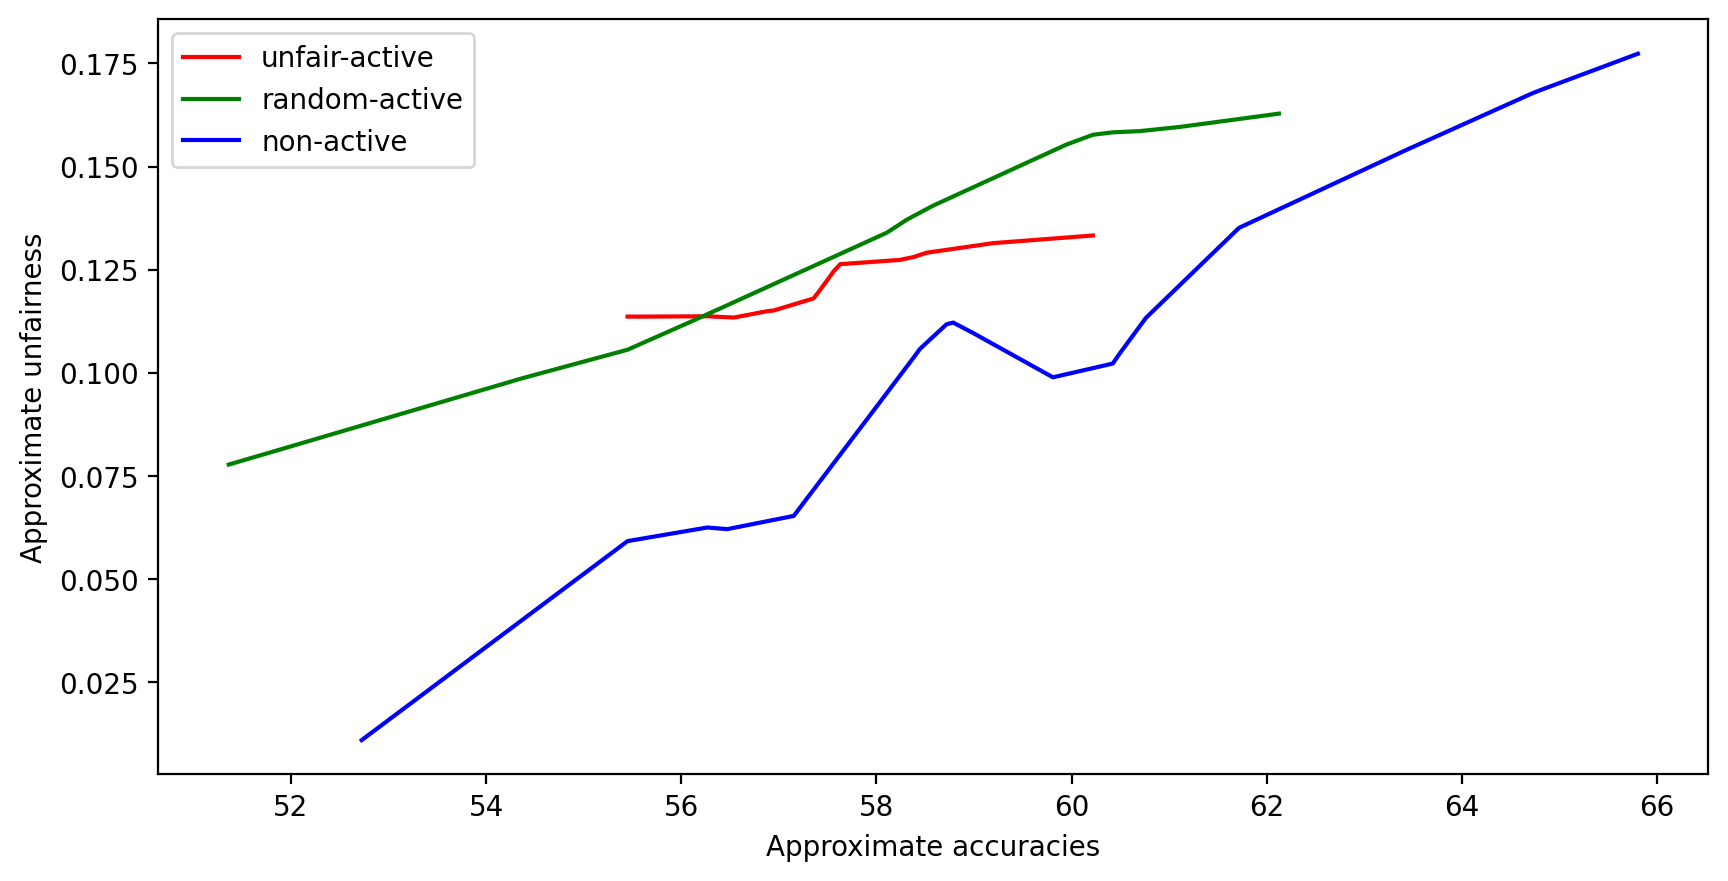 unfair-active
random-active
non-active
0.175
0.150
0.125
0.100
0.075
0.050
0.025
Approximate unfairness
52 54 56 58 60 62 64 66
Approximate accuracies